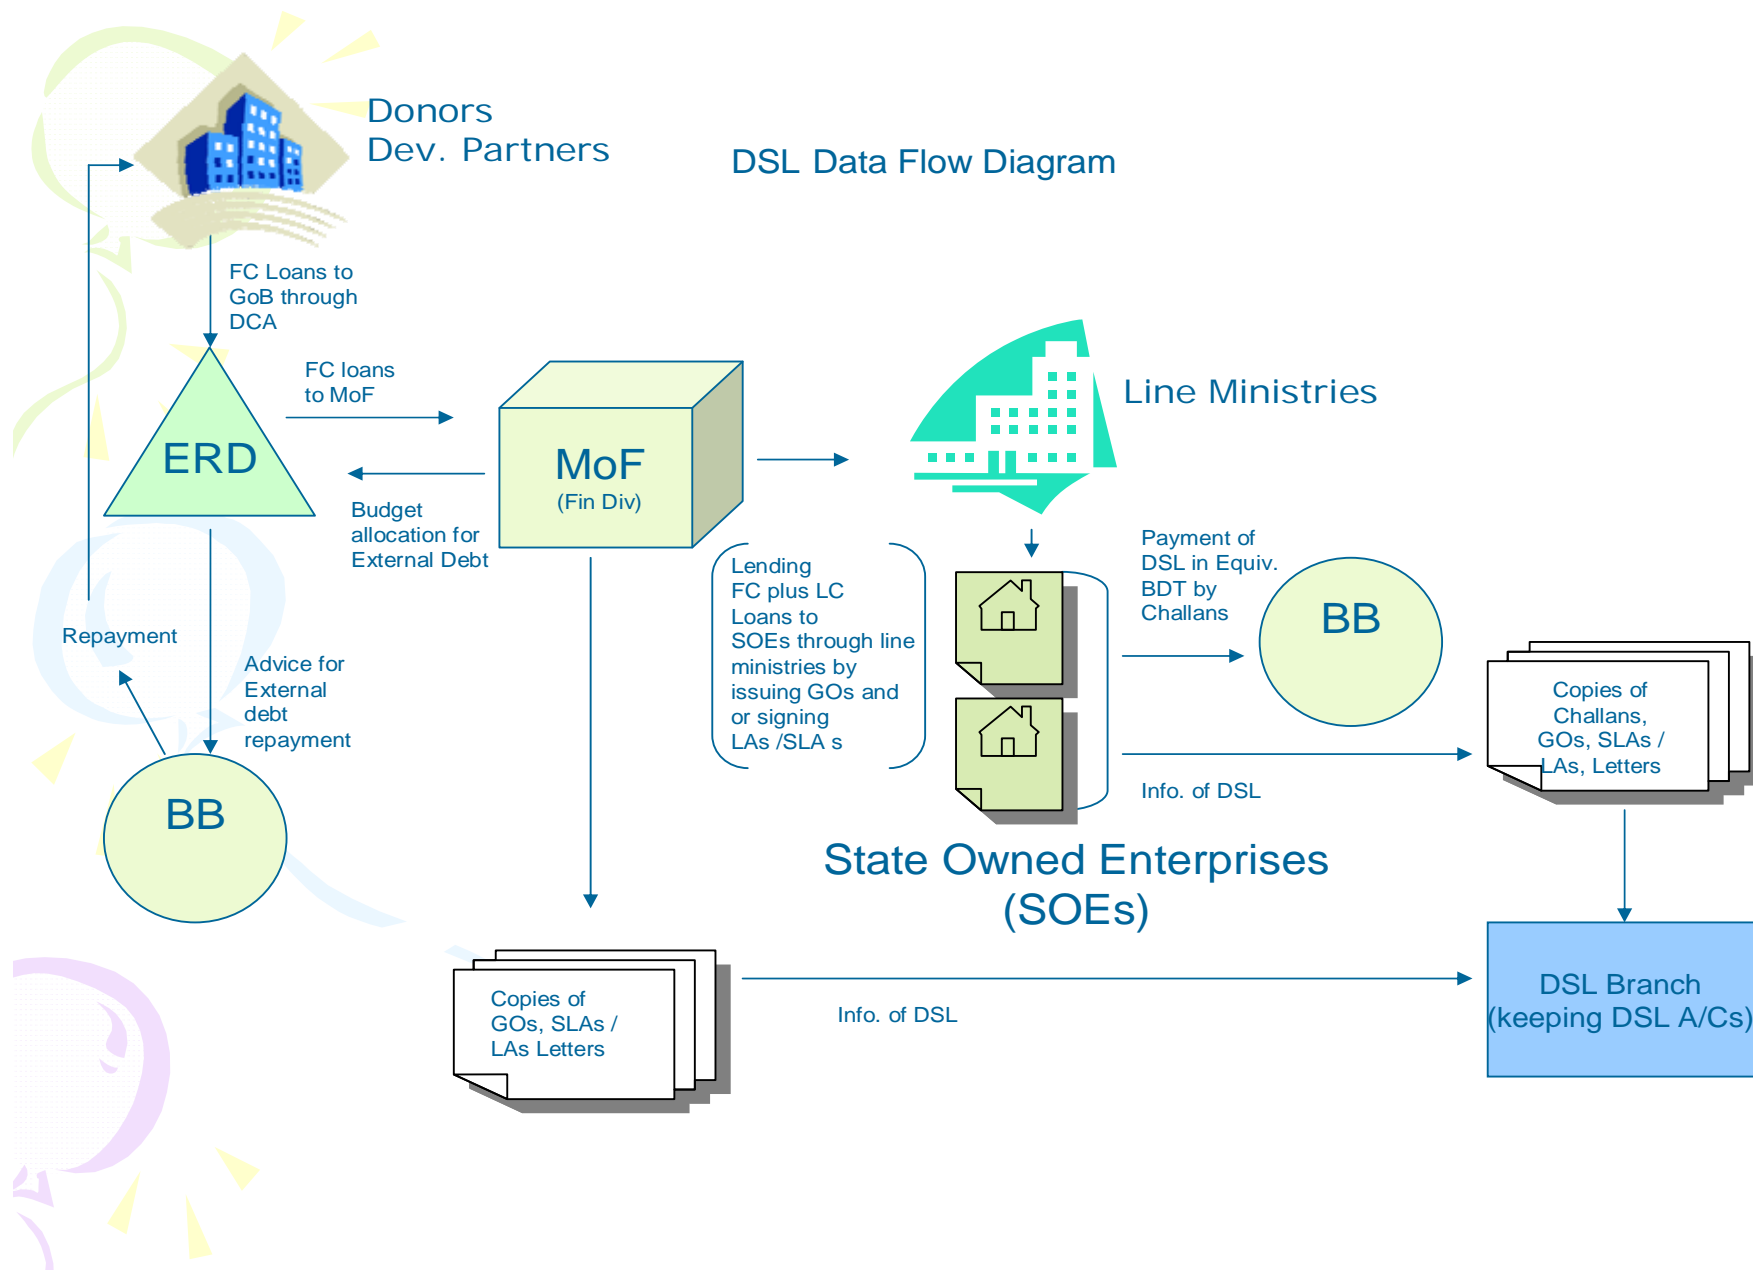 Donors
Dev. Partners
DSL Data Flow Diagram
FC Loans to
GoB through
DCA
FC loans
to MoF
ERD
MoF
(Fin Div)
Line Ministries
Budget
allocation for
External Debt
Lending
FC plus LC
Loans to
SOEs through line
ministries by
issuing GOs and
or signing
LAs /SLA s
Payment of
DSL in Equiv.
BDT by
Challans
BB
Repayment
Advice for
External
debt
repayment
BB
Copies of
Challans,
GOs, SLAs /
LAs, Letters
Info. of DSL
State Owned Enterprises
(SOEs)
Copies of
GOs, SLAs /
LAs Letters
Info. of DSL
DSL Branch
(keeping DSL A/Cs)